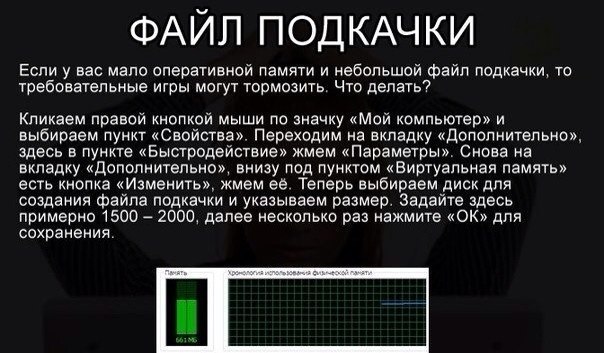 ФАЙЛ ПОДКАЧКИ
Если у вас мало оперативной памяти и небольшой файл подкачки, то
требовательные игры могут тормозить. Что делать?
Кликаем правой кнопкой мыши по значку «Мой компьютер» и
выбираем пункт «Свойства». Переходим на вкладку «Дополнительно»,
здесь в пункте «Быстродействие» жмем «Параметры». Снова на
вкладку «Дополнительно», внизу под пунктом «Виртуальная память»
есть кнопка «Изменить», жмем её. Теперь выбираем диск для
создания файла подкачки и указываем размер. Задайте здесь
примерно 1500 – 2000, далее несколько раз нажмите «ОК» для
сохранения.
Память
Хронология использования физической памяти
661 МБ